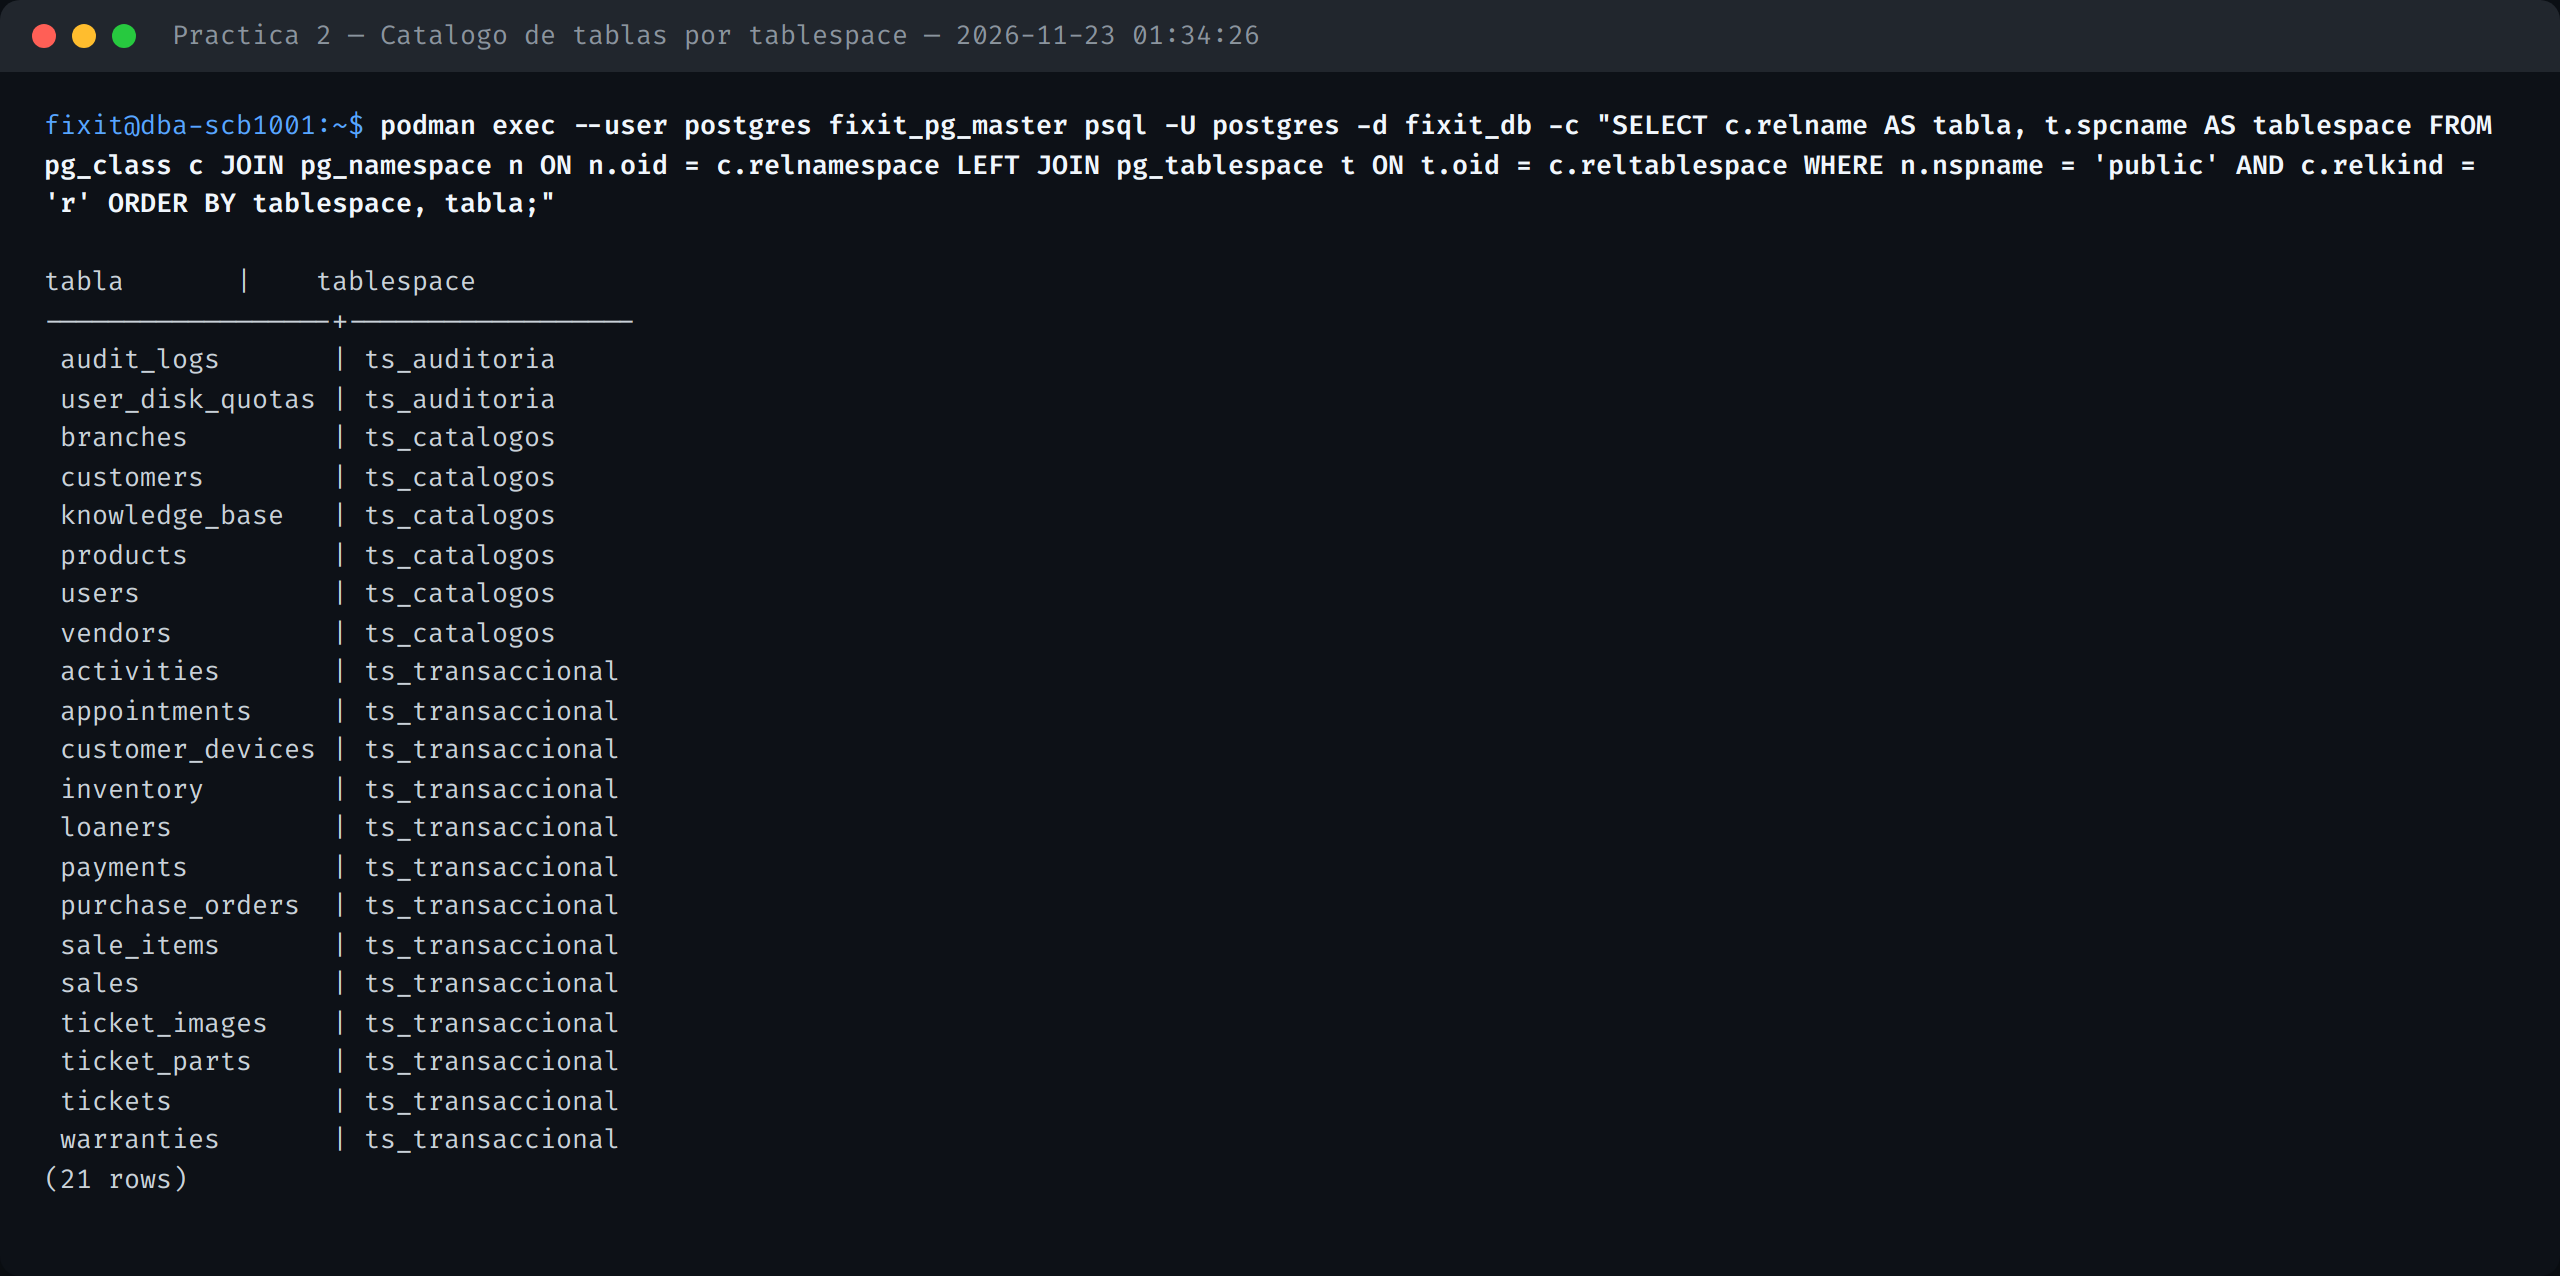 Practica 2 — Catalogo de tablas por tablespace — 2026-11-23 01:34:26
fixit@dba-scb1001:~$ podman exec --user postgres fixit_pg_master psql -U postgres -d fixit_db -c "SELECT c.relname AS tabla, t.spcname AS tablespace FROM
pg_class c JOIN pg_namespace n ON n.oid = c.relnamespace LEFT JOIN pg_tablespace t ON t.oid = c.reltablespace WHERE n.nspname = 'public' AND c.relkind =
'r' ORDER BY tablespace, tabla;"
tabla       |    tablespace
------------------+------------------
 audit_logs       | ts_auditoria
 user_disk_quotas | ts_auditoria
 branches         | ts_catalogos
 customers        | ts_catalogos
 knowledge_base   | ts_catalogos
 products         | ts_catalogos
 users            | ts_catalogos
 vendors          | ts_catalogos
 activities       | ts_transaccional
 appointments     | ts_transaccional
 customer_devices | ts_transaccional
 inventory        | ts_transaccional
 loaners          | ts_transaccional
 payments         | ts_transaccional
 purchase_orders  | ts_transaccional
 sale_items       | ts_transaccional
 sales            | ts_transaccional
 ticket_images    | ts_transaccional
 ticket_parts     | ts_transaccional
 tickets          | ts_transaccional
 warranties       | ts_transaccional
(21 rows)